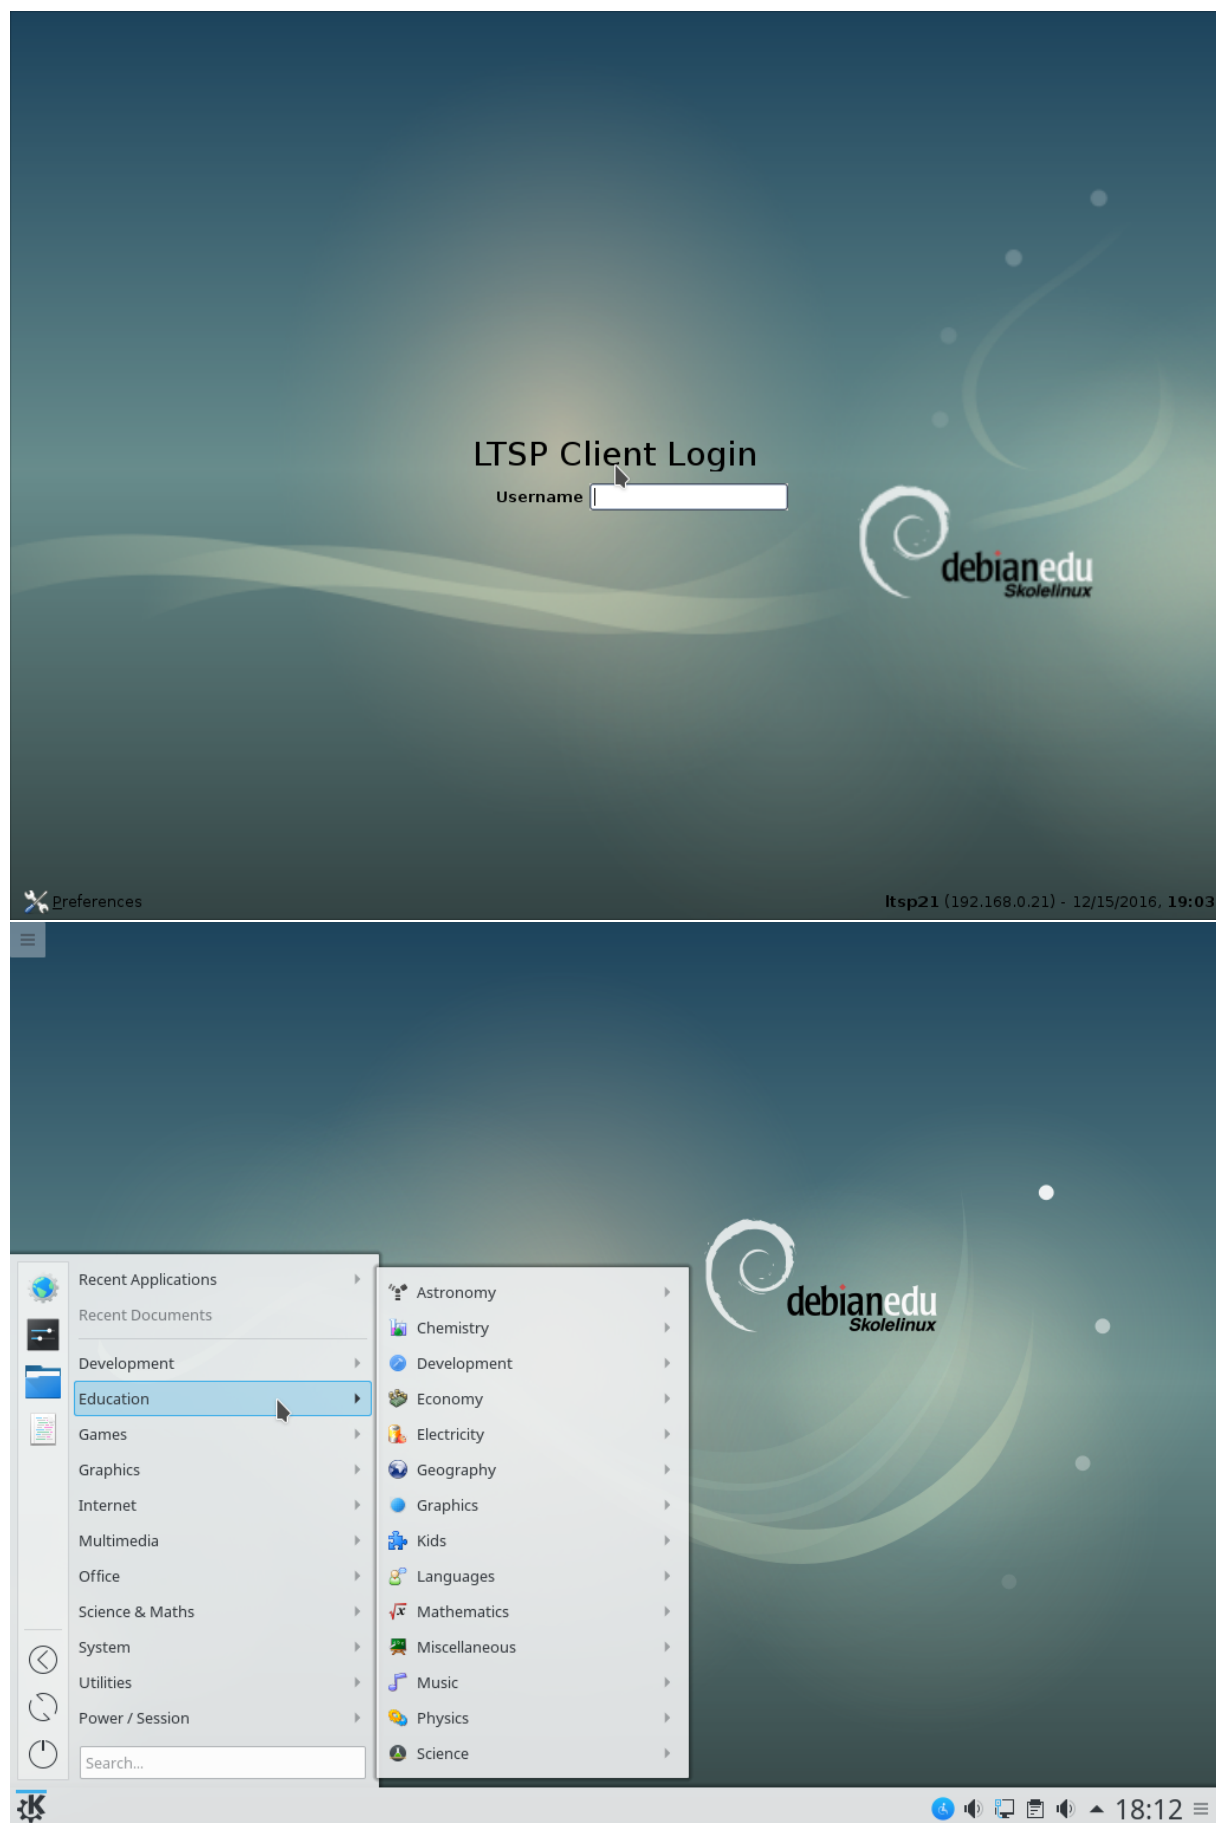 LTSP Client Login
Username
debianedu
Skolelinux
Preferences
ltsp21 (192.168.0.21) - 12/15/2016, 19:03
debianedu
Skolelinux
Recent Applications
Recent Documents
Development
Education
Games
Graphics
Internet
Multimedia
Office
Science & Maths
System
Utilities
Power / Session
Search...
Astronomy
Chemistry
Development
Economy
Electricity
Geography
Graphics
Kids
Languages
Mathematics
Miscellaneous
Music
Physics
Science
18:12